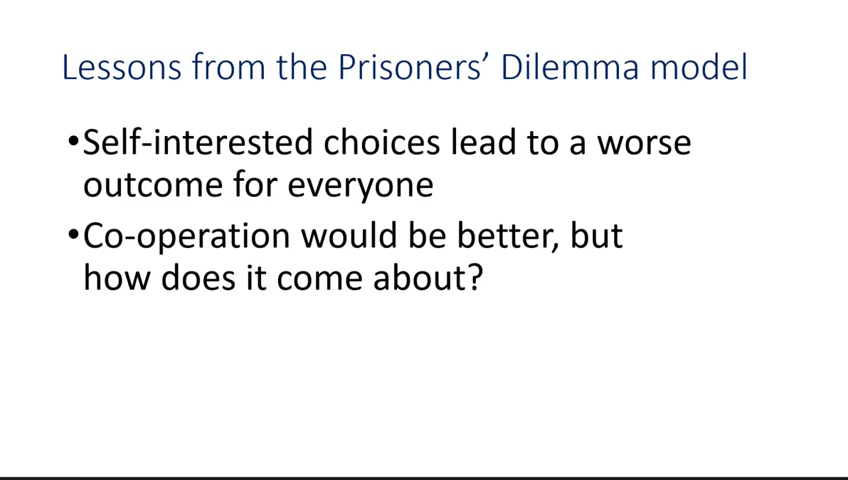 Lessons from the Prisoners’ Dilemma model
•Self-interested choices lead to a worse
outcome for everyone
•Co-operation would be better, but
how does it come about?